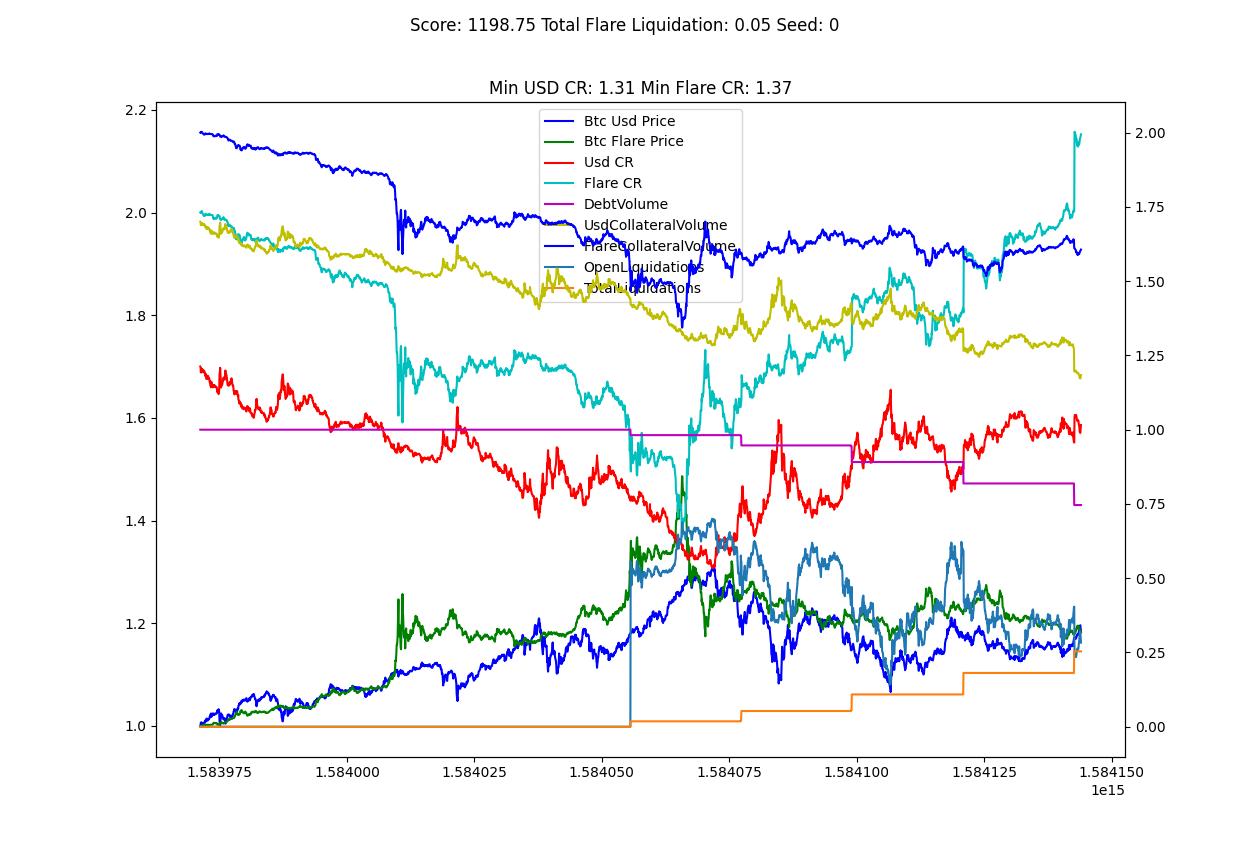 Score: 1198.75 Total Flare Liquidation: 0.05 Seed: 0
Min USD CR: 1.31 Min Flare CR: 1.37
Btc Usd Price
Btc Flare Price
Usd CR
Flare CR
DebtVolume
UsdCollateralVolume
FlareCollateralVolume
OpenLiquidations
TotalLiquidations
2.2
2.0
1.8
1.6
1.4
1.2
1.0
2.00
1.75
1.50
1.25
1.00
0.75
0.50
0.25
0.00
1.583975 1.584000 1.584025 1.584050 1.584075 1.584100 1.584125 1.584150
1e15